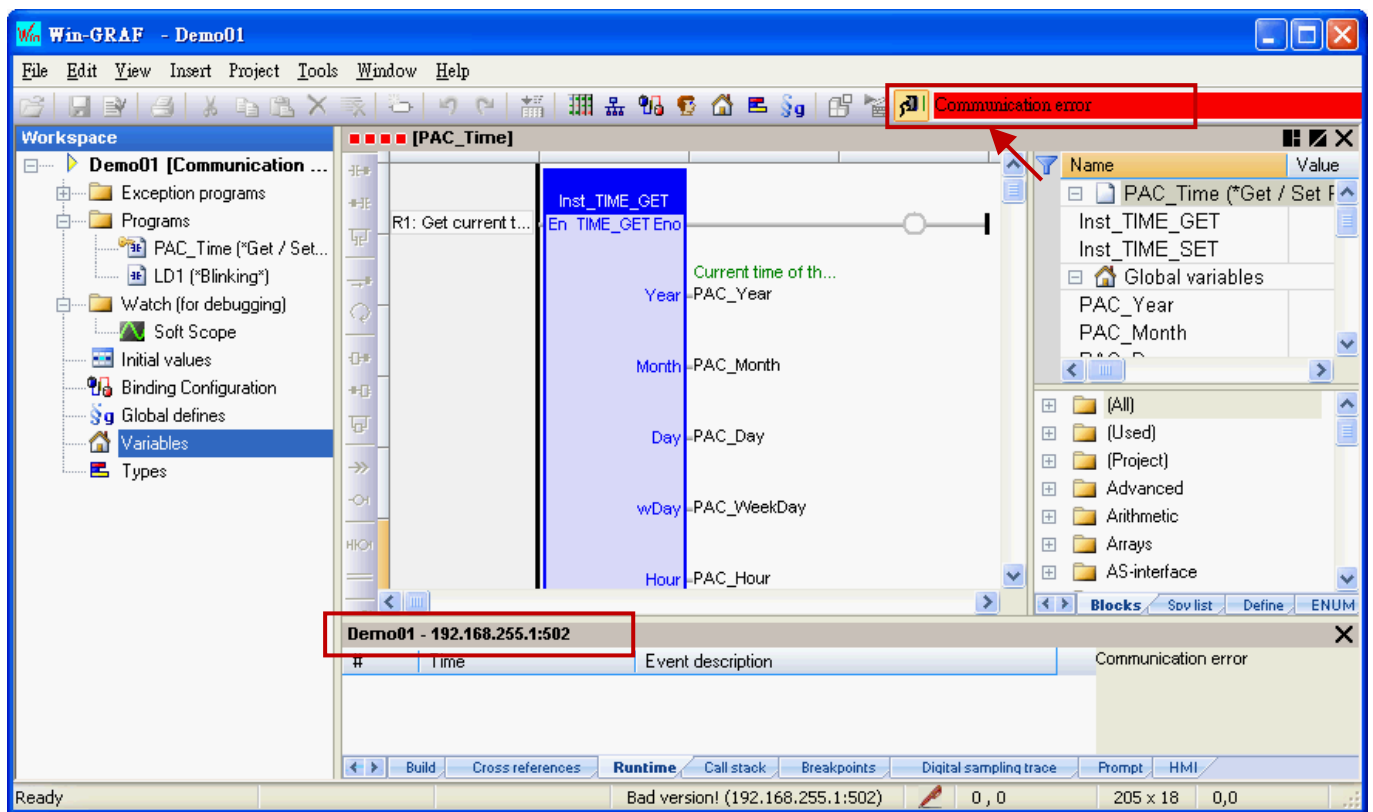 Win-GRAF - Demo01
File Edit View Insert Project Tools Window Help
Communication error
Workspace
Demo01 [Communication ...
Exception programs
Programs
PAC_Time (*Get / Set...
LD1 (*Blinking*)
Watch (for debugging)
Soft Scope
Initial values
Binding Configuration
Global defines
Variables
Types
[PAC_Time]
R1: Get current t...
Inst_TIME_GET
En TIME_GET Eno
Current time of th...
Year PAC_Year
Month PAC_Month
Day PAC_Day
wDay PAC_WeekDay
Hour PAC_Hour
Name Value
PAC_Time (*Get / Set
Inst_TIME_GET
Inst_TIME_SET
Global variables
PAC_Year
PAC_Month
(All)
(Used)
(Project)
Advanced
Arithmetic
Arrays
AS-interface
Blocks Spy list Define ENUM
Demo01 - 192.168.255.1:502
# Time Event description
Communication error
Build Cross references Runtime Call stack Breakpoints Digital sampling trace Prompt HMI
Ready Bad version! (192.168.255.1:502) 0 , 0 205 x 18 0,0